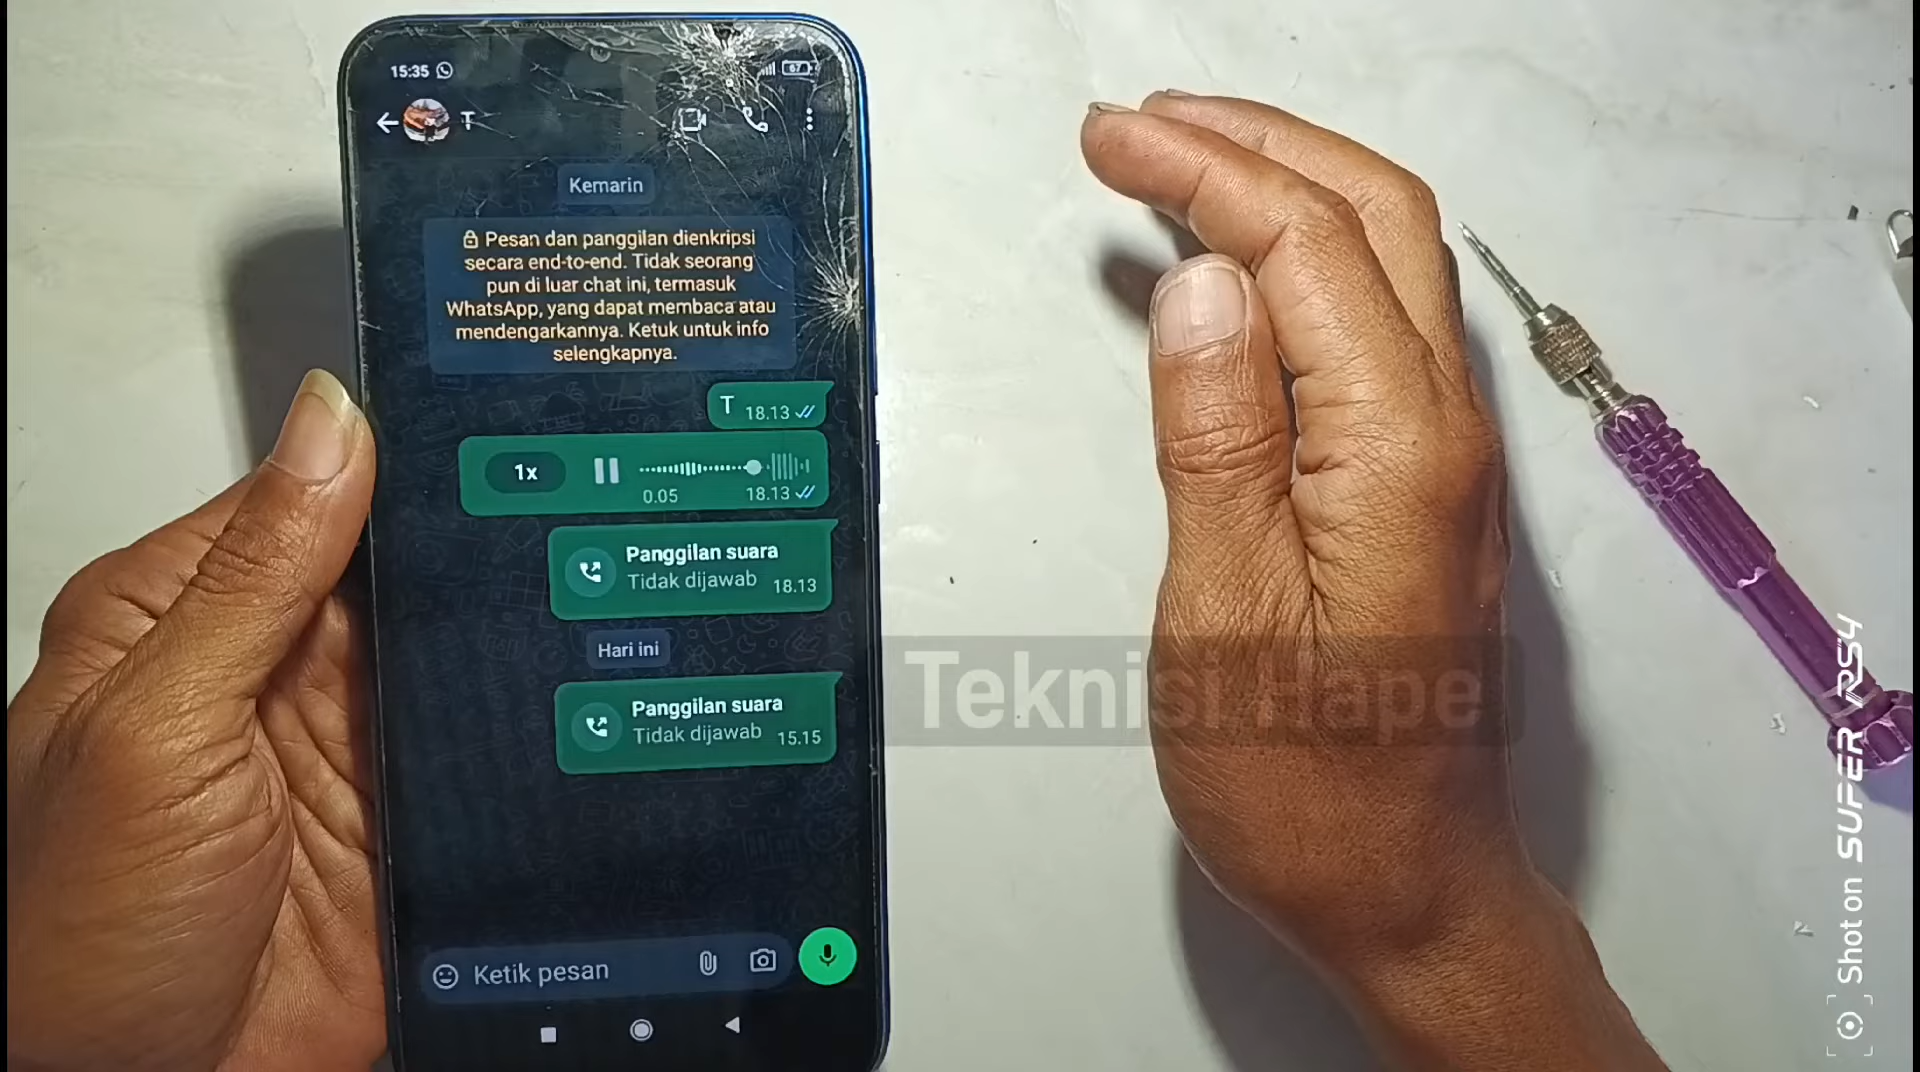 15:35
67
T
Kemarin
Pesan dan panggilan dienkripsi
secara end-to-end. Tidak seorang
pun di luar chat ini, termasuk
WhatsApp, yang dapat membaca atau
mendengarkannya. Ketuk untuk info
selengkapnya.
T 18.13
1x
0.05 18.13
Panggilan suara
Tidak dijawab 18.13
Hari ini
Panggilan suara
Tidak dijawab 15.15
Ketik pesan
Teknisi Hape
Shot on SUPER RS4